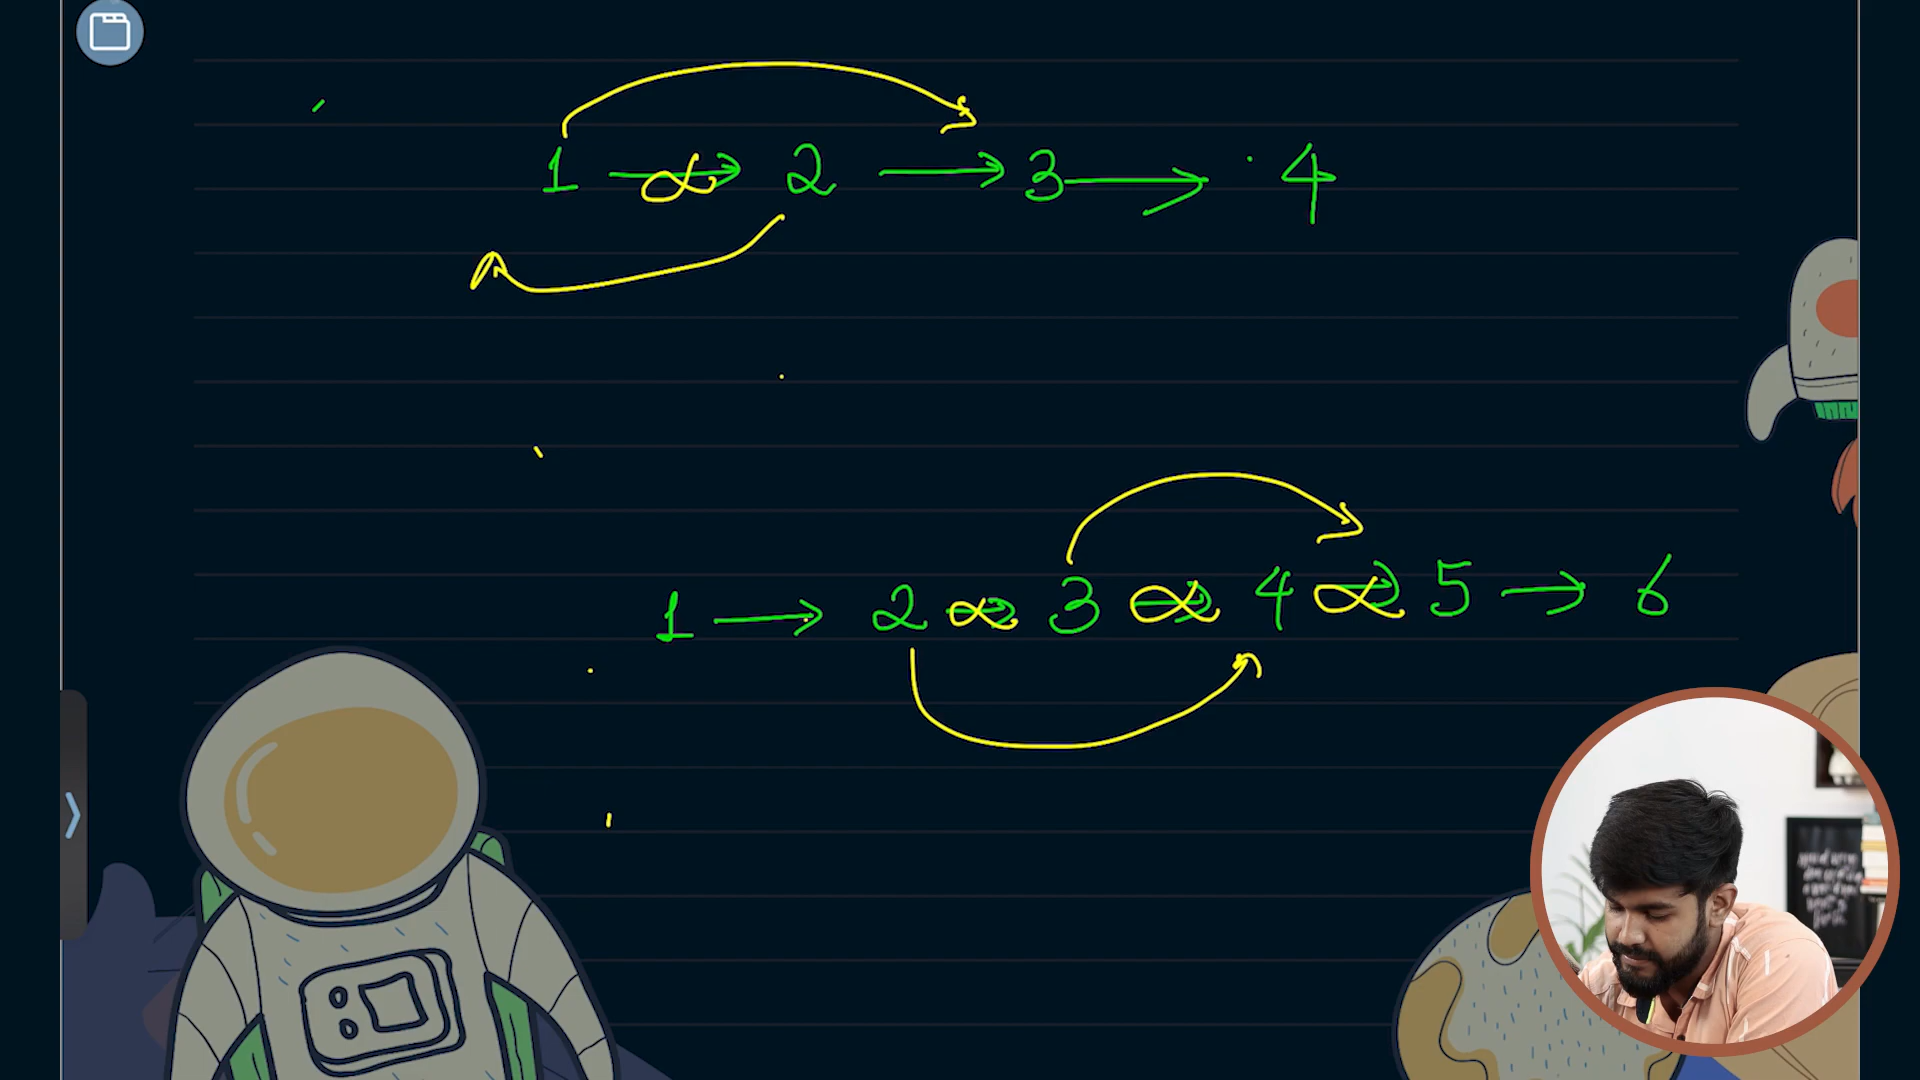 1 → 2 → 3 → 4
1 → 2 → 3 → 4 → 5 → 6